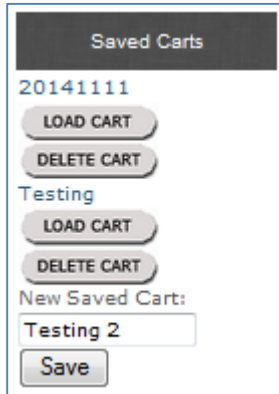 Saved Carts
20141111
LOAD CART
DELETE CART
Testing
LOAD CART
DELETE CART
New Saved Cart:
Testing 2
Save